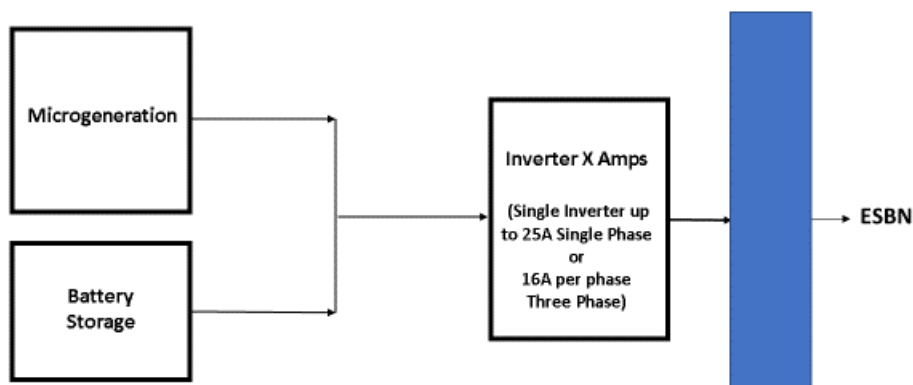 Microgeneration
Battery
Storage
Inverter X Amps
(Single Inverter up
to 25A Single Phase
or
16A per phase
Three Phase)
ESBN